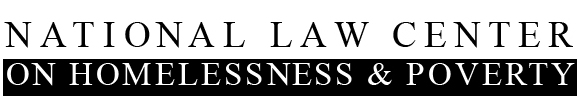 NATIONAL LAW CENTER
ON HOMELESSNESS & POVERTY